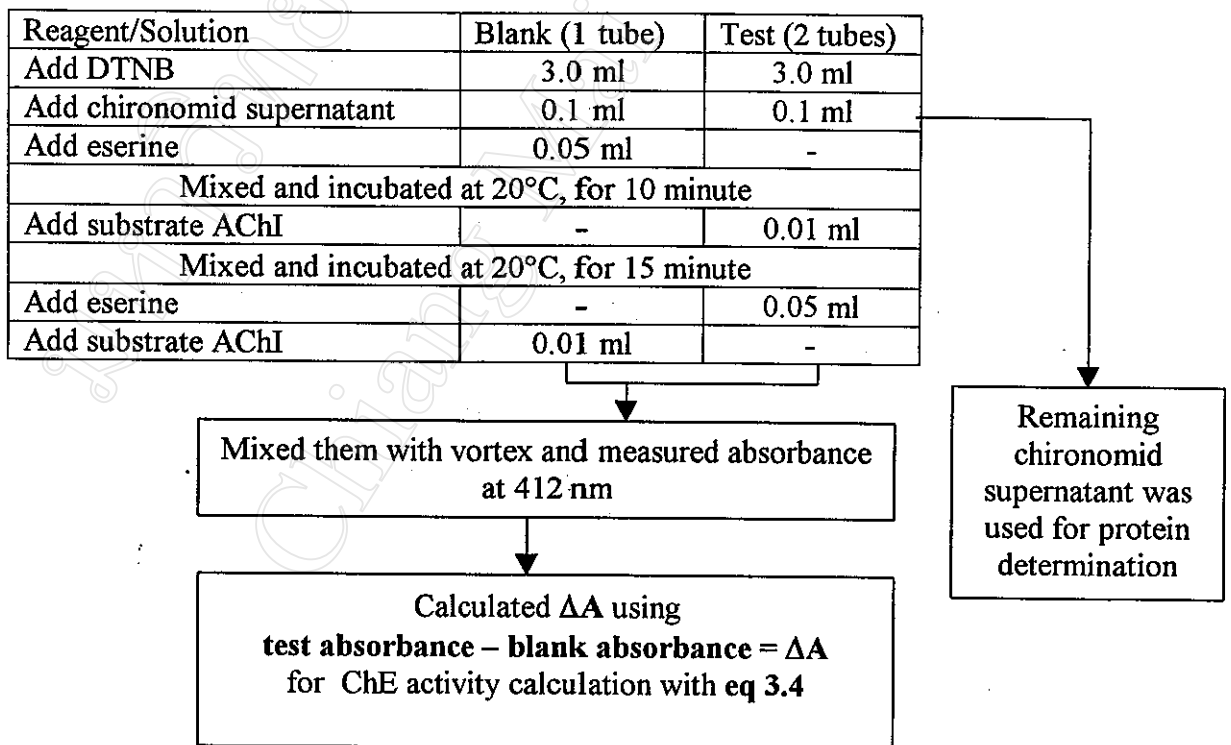 Reagent/Solution Blank (1 tube) Test (2 tubes)
Add DTNB 3.0 ml 3.0 ml
Add chironomid supernatant 0.1 ml 0.1 ml
Add eserine 0.05 ml -
Mixed and incubated at 20°C, for 10 minute
Add substrate AChI - 0.01 ml
Mixed and incubated at 20°C, for 15 minute
Add eserine - 0.05 ml
Add substrate AChI 0.01 ml -
Mixed them with vortex and measured absorbance
at 412 nm
Remaining
chironomid
supernatant was
used for protein
determination
Calculated ΔA using
test absorbance – blank absorbance = ΔA
for ChE activity calculation with eq 3.4
Chiang Ma